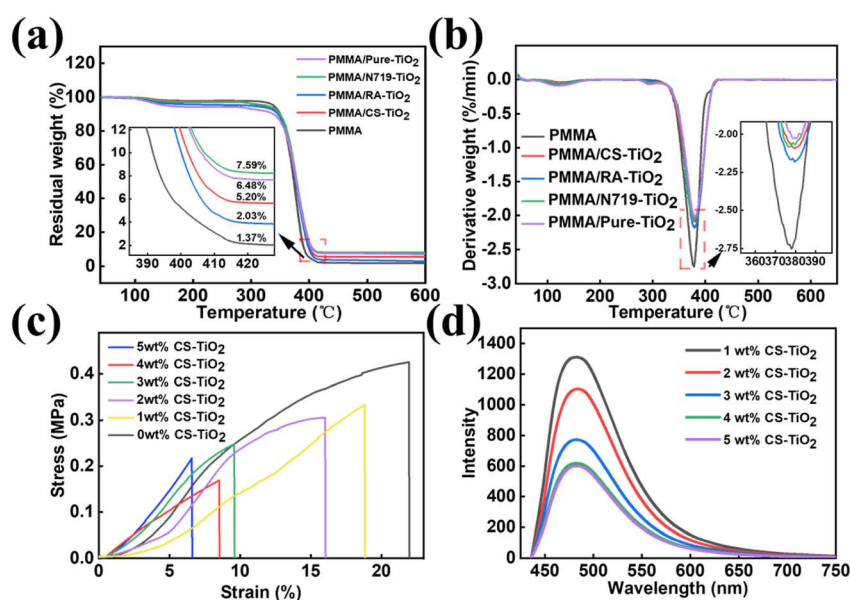 (a)
Residual weight (%)
120
100
80
60
40
20
0
PMMA/Pure-TiO2
PMMA/N719-TiO2
PMMA/RA-TiO2
PMMA/CS-TiO2
PMMA
12
10
8
6
4
2
7.59%
6.48%
5.20%
2.03%
1.37%
390 400 410 420
100 200 300 400 500 600
Temperature (℃)
(b)
Derivative weight (%/min)
0.0
-0.5
-1.0
-1.5
-2.0
-2.5
-3.0
PMMA
PMMA/CS-TiO2
PMMA/RA-TiO2
PMMA/N719-TiO2
PMMA/Pure-TiO2
-2.00
-2.25
-2.50
-2.75
360 370 380 390
100 200 300 400 500 600
Temperature (℃)
(c)
Stress (MPa)
0.4
0.3
0.2
0.1
0.0
5wt% CS-TiO2
4wt% CS-TiO2
3wt% CS-TiO2
2wt% CS-TiO2
1wt% CS-TiO2
0wt% CS-TiO2
0 5 10 15 20
Strain (%)
(d)
Intensity
1400
1200
1000
800
600
400
200
0
1 wt% CS-TiO2
2 wt% CS-TiO2
3 wt% CS-TiO2
4 wt% CS-TiO2
5 wt% CS-TiO2
450 500 550 600 650 700 750
Wavelength (nm)